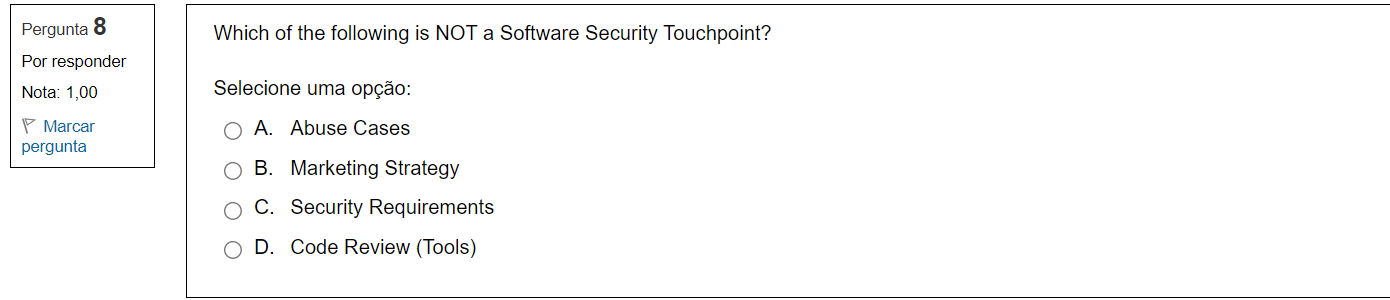 Pergunta 8
Por responder
Nota: 1,00
Marcar
pergunta
Which of the following is NOT a Software Security Touchpoint?
Selecione uma opção:
A. Abuse Cases
B. Marketing Strategy
C. Security Requirements
D. Code Review (Tools)